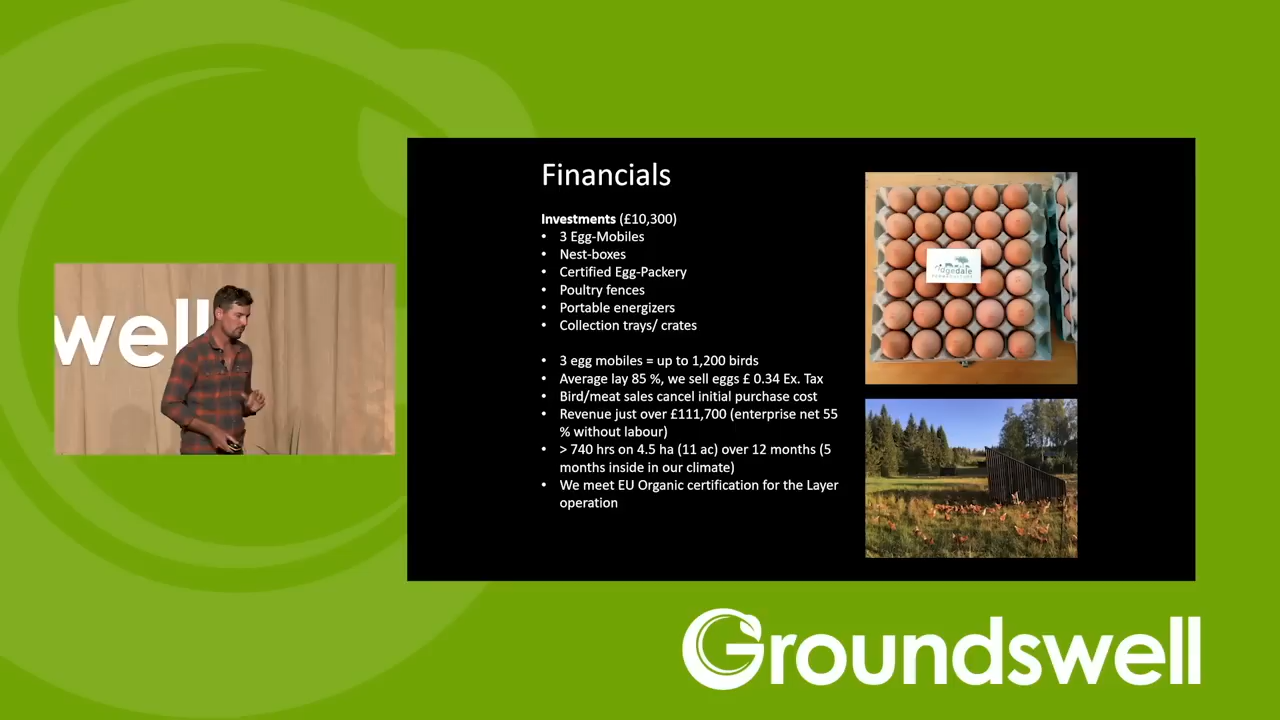 well
Financials
Investments (£10,300)
• 3 Egg-Mobiles
• Nest-boxes
• Certified Egg-Packery
• Poultry fences
• Portable energizers
• Collection trays/ crates
• 3 egg mobiles = up to 1,200 birds
• Average lay 85 %, we sell eggs £ 0.34 Ex. Tax
• Bird/meat sales cancel initial purchase cost
• Revenue just over £111,700 (enterprise net 55
% without labour)
• > 740 hrs on 4.5 ha (11 ac) over 12 months (5
months inside in our climate)
• We meet EU Organic certification for the Layer
operation
Groundswell